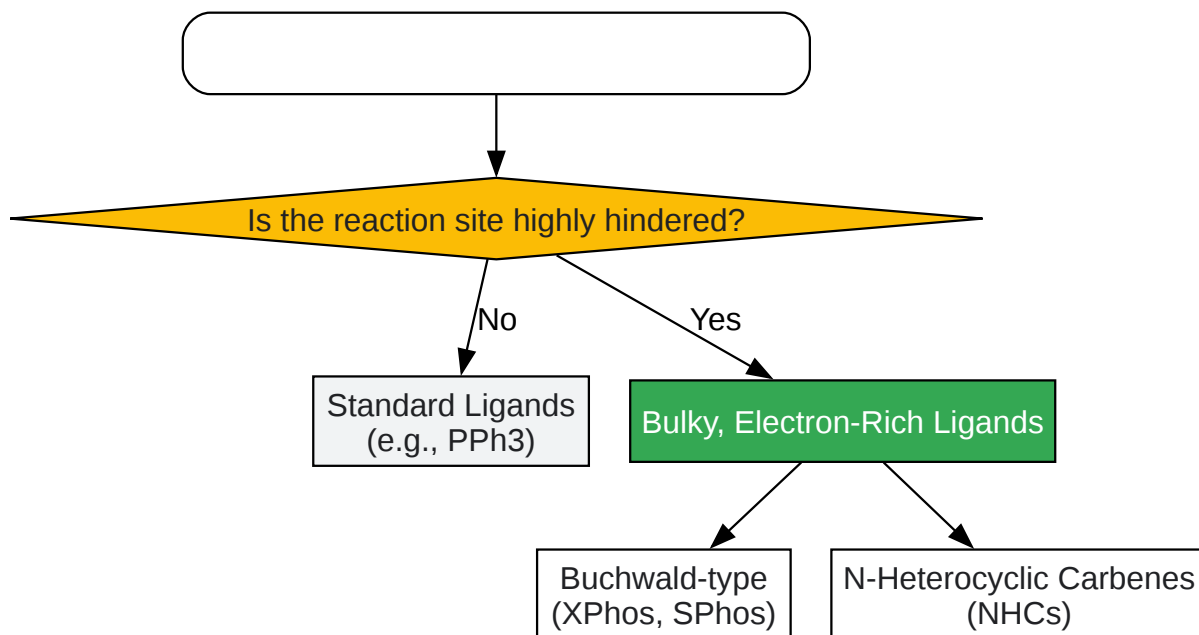 Is the reaction site highly hindered?
No
Yes
Standard Ligands
(e.g., PPh3)
Bulky, Electron-Rich Ligands
Buchwald-type
(XPhos, SPhos)
N-Heterocyclic Carbenes
(NHCs)